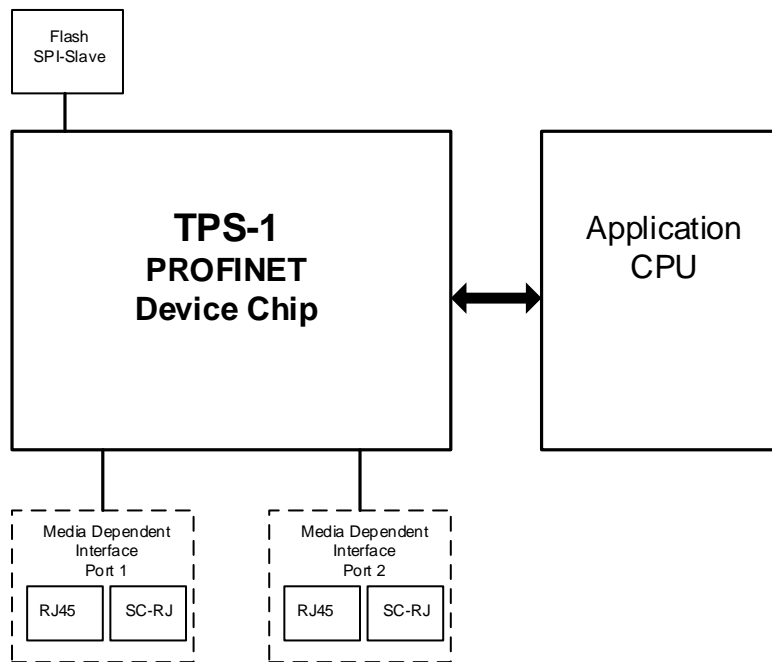 Flash
SPI-Slave
TPS-1
PROFINET
Device Chip
Application
CPU
Media Dependent
Interface
Port 1
RJ45
SC-RJ
Media Dependent
Interface
Port 2
RJ45
SC-RJ